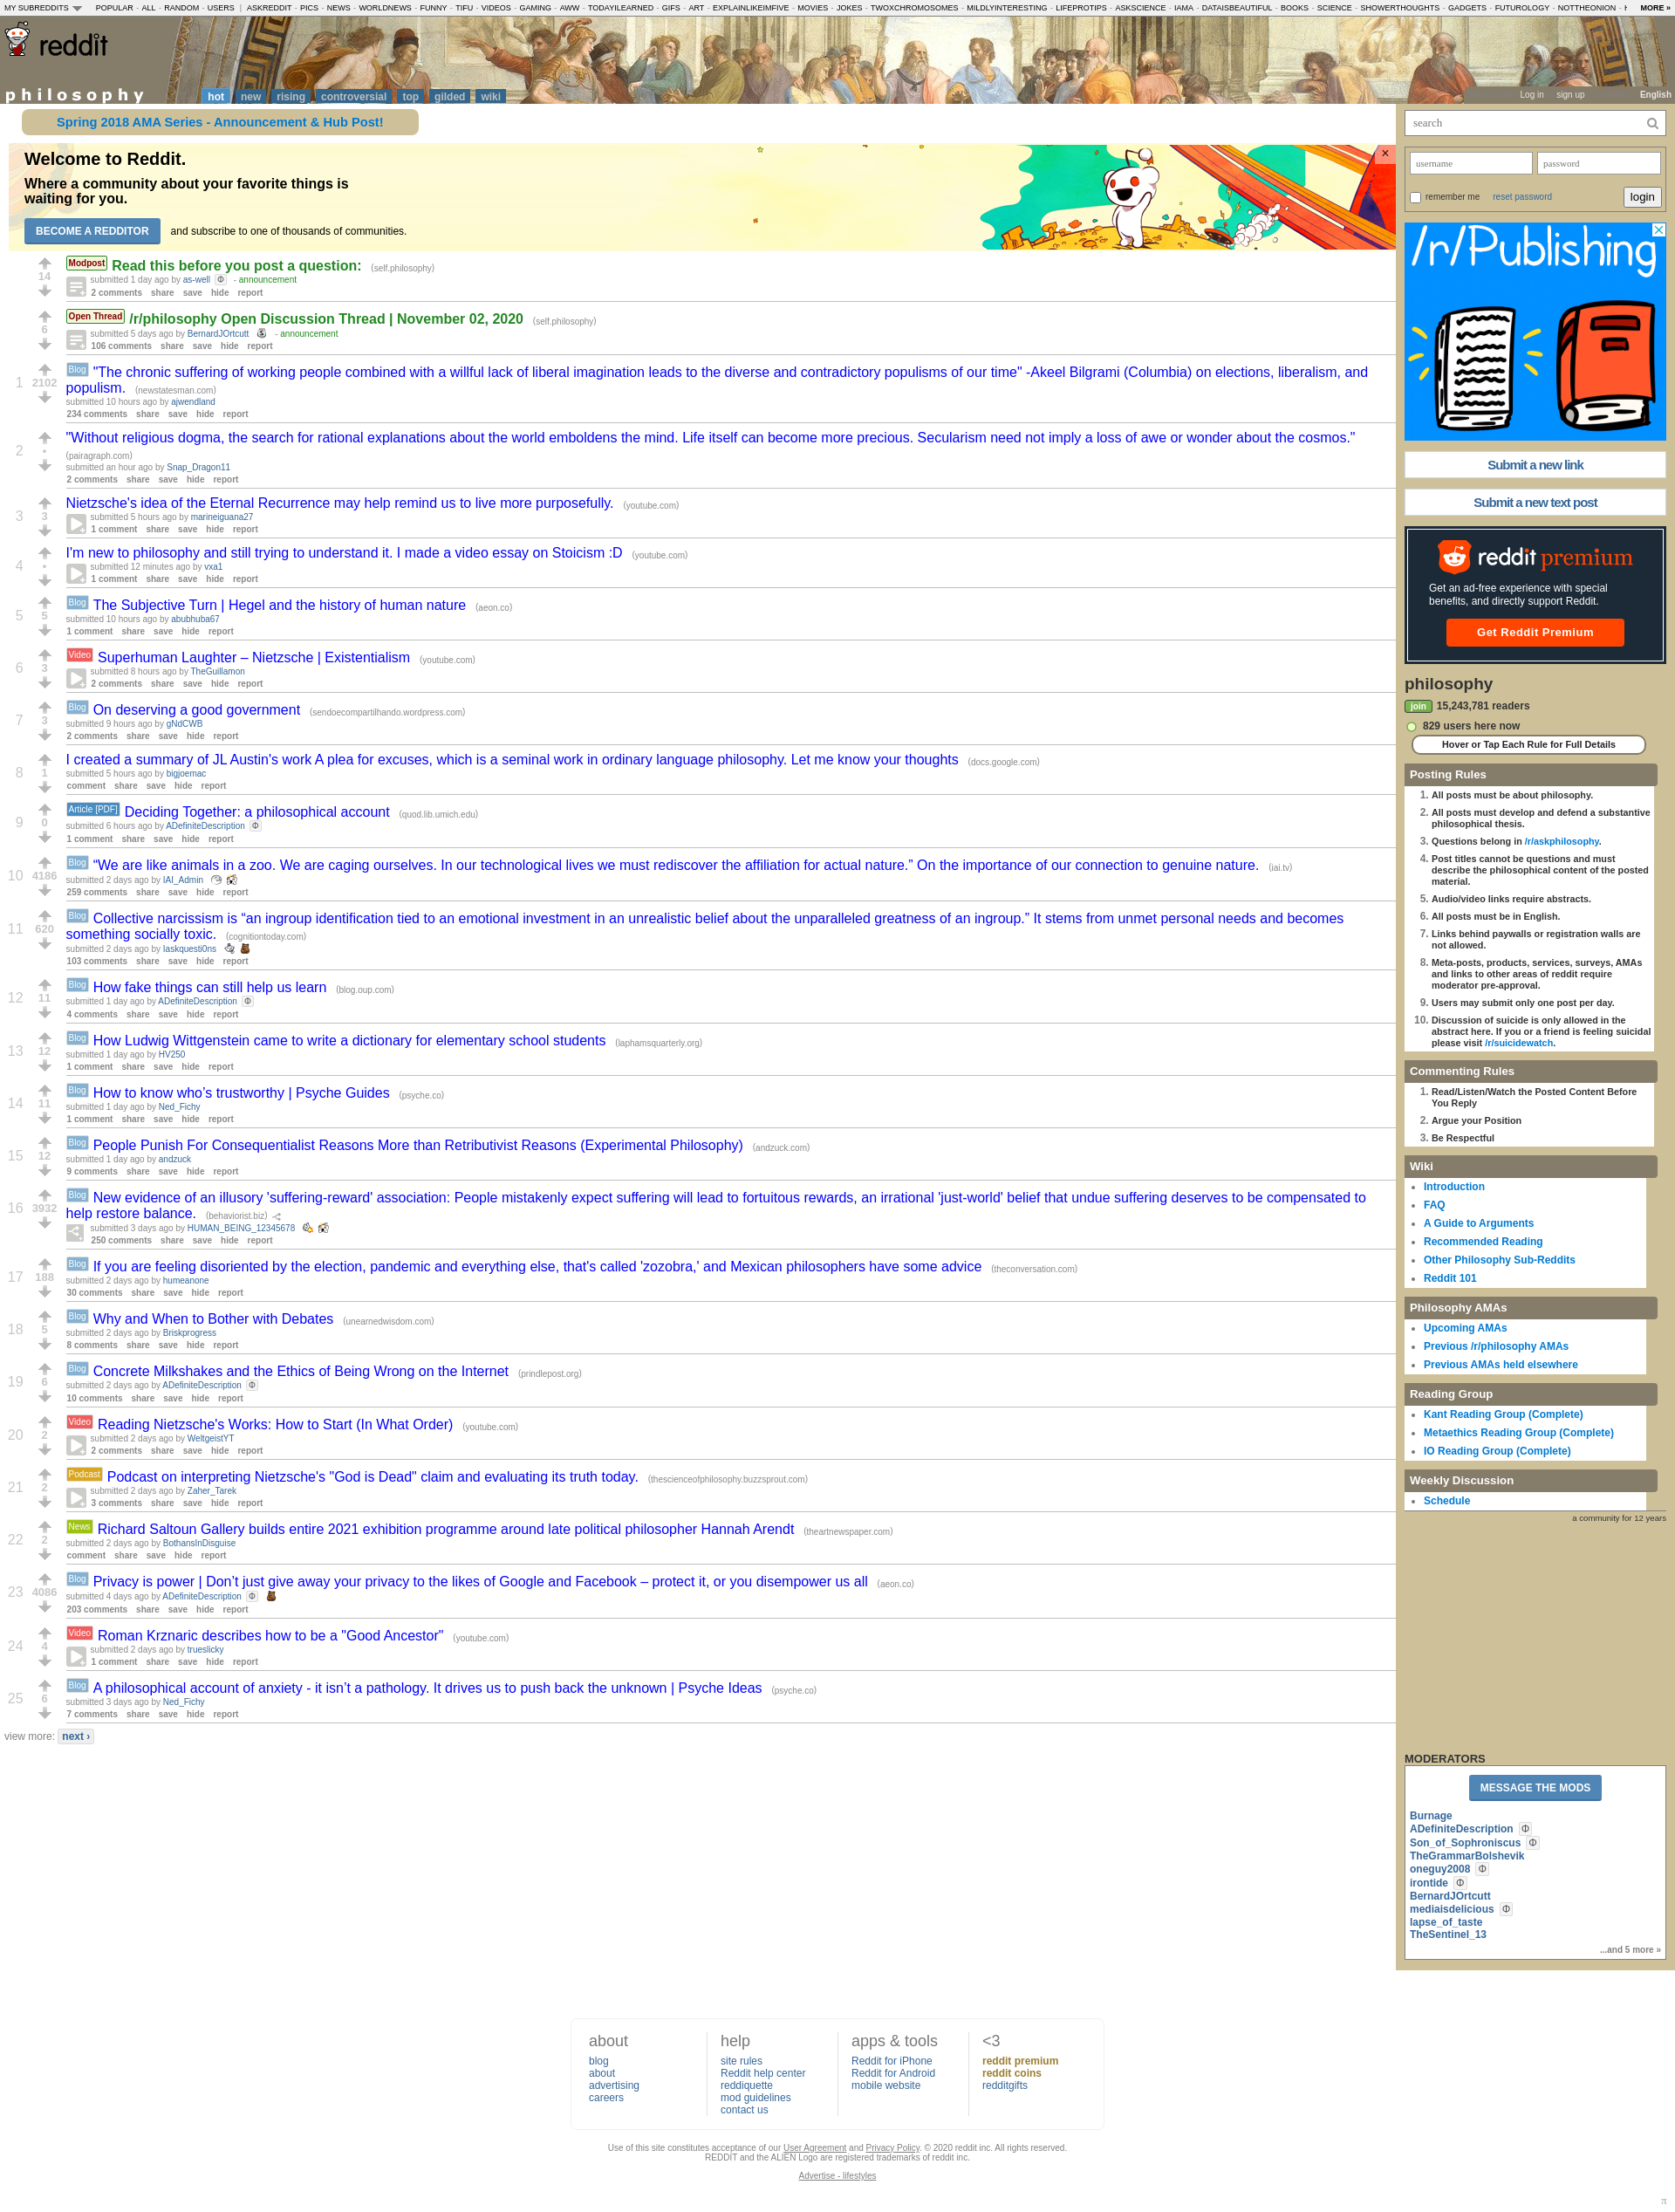 MY SUBREDDITS POPULAR - ALL - RANDOM - USERS | ASKREDDIT - PICS - NEWS - WORLDNEWS - FUNNY - TIFU - VIDEOS - GAMING - AWW - TODAYILEARNED - GIFS - ART - EXPLAINLIKEIMFIVE - MOVIES - JOKES - TWOXCHROMOSOMES - MILDLYINTERESTING - LIFEPROTIPS - ASKSCIENCE - IAMA - DATAISBEAUTIFUL - BOOKS - SCIENCE - SHOWERTHOUGHTS - GADGETS - FUTUROLOGY - NOTTHEONION - MORE »
reddit
philosophy hot new rising controversial top gilded wiki
Log in sign up English
Spring 2018 AMA Series - Announcement & Hub Post!
Welcome to Reddit.
Where a community about your favorite things is
waiting for you.
BECOME A REDDITOR and subscribe to one of thousands of communities.
14
Modpost Read this before you post a question: (self.philosophy)
submitted 1 day ago by as-well Φ - announcement
2 comments share save hide report
6
Open Thread /r/philosophy Open Discussion Thread | November 02, 2020 (self.philosophy)
submitted 5 days ago by BernardJOrtcutt - announcement
106 comments share save hide report
1 2102
Blog "The chronic suffering of working people combined with a willful lack of liberal imagination leads to the diverse and contradictory populisms of our time" -Akeel Bilgrami (Columbia) on elections, liberalism, and
populism. (newstatesman.com)
submitted 10 hours ago by ajwendland
234 comments share save hide report
2 •
"Without religious dogma, the search for rational explanations about the world emboldens the mind. Life itself can become more precious. Secularism need not imply a loss of awe or wonder about the cosmos."
(pairagraph.com)
submitted an hour ago by Snap_Dragon11
2 comments share save hide report
3 3
Nietzsche's idea of the Eternal Recurrence may help remind us to live more purposefully. (youtube.com)
submitted 5 hours ago by marineiguana27
1 comment share save hide report
4 •
I'm new to philosophy and still trying to understand it. I made a video essay on Stoicism :D (youtube.com)
submitted 12 minutes ago by vxa1
1 comment share save hide report
5 5
Blog The Subjective Turn | Hegel and the history of human nature (aeon.co)
submitted 10 hours ago by abubhuba67
1 comment share save hide report
6 3
Video Superhuman Laughter – Nietzsche | Existentialism (youtube.com)
submitted 8 hours ago by TheGuillamon
2 comments share save hide report
7 3
Blog On deserving a good government (sendoecompartilhando.wordpress.com)
submitted 9 hours ago by gNdCWB
2 comments share save hide report
8 1
I created a summary of JL Austin's work A plea for excuses, which is a seminal work in ordinary language philosophy. Let me know your thoughts (docs.google.com)
submitted 5 hours ago by bigjoemac
comment share save hide report
9 0
Article [PDF] Deciding Together: a philosophical account (quod.lib.umich.edu)
submitted 6 hours ago by ADefiniteDescription Φ
1 comment share save hide report
10 4186
Blog “We are like animals in a zoo. We are caging ourselves. In our technological lives we must rediscover the affiliation for actual nature.” On the importance of our connection to genuine nature. (iai.tv)
submitted 2 days ago by IAI_Admin
259 comments share save hide report
11 620
Blog Collective narcissism is “an ingroup identification tied to an emotional investment in an unrealistic belief about the unparalleled greatness of an ingroup.” It stems from unmet personal needs and becomes
something socially toxic. (cognitiontoday.com)
submitted 2 days ago by Iaskquesti0ns
103 comments share save hide report
12 11
Blog How fake things can still help us learn (blog.oup.com)
submitted 1 day ago by ADefiniteDescription Φ
4 comments share save hide report
13 12
Blog How Ludwig Wittgenstein came to write a dictionary for elementary school students (laphamsquarterly.org)
submitted 1 day ago by HV250
1 comment share save hide report
14 11
Blog How to know who’s trustworthy | Psyche Guides (psyche.co)
submitted 1 day ago by Ned_Fichy
1 comment share save hide report
15 12
Blog People Punish For Consequentialist Reasons More than Retributivist Reasons (Experimental Philosophy) (andzuck.com)
submitted 1 day ago by andzuck
9 comments share save hide report
16 3932
Blog New evidence of an illusory 'suffering-reward' association: People mistakenly expect suffering will lead to fortuitous rewards, an irrational 'just-world' belief that undue suffering deserves to be compensated to
help restore balance. (behaviorist.biz)
submitted 3 days ago by HUMAN_BEING_12345678
250 comments share save hide report
17 188
Blog If you are feeling disoriented by the election, pandemic and everything else, that's called 'zozobra,' and Mexican philosophers have some advice (theconversation.com)
submitted 2 days ago by humeanone
30 comments share save hide report
18 5
Blog Why and When to Bother with Debates (unearnedwisdom.com)
submitted 2 days ago by Briskprogress
8 comments share save hide report
19 6
Blog Concrete Milkshakes and the Ethics of Being Wrong on the Internet (prindlepost.org)
submitted 2 days ago by ADefiniteDescription Φ
10 comments share save hide report
20 2
Video Reading Nietzsche's Works: How to Start (In What Order) (youtube.com)
submitted 2 days ago by WeltgeistYT
2 comments share save hide report
21 2
Podcast Podcast on interpreting Nietzsche's "God is Dead" claim and evaluating its truth today. (thescienceofphilosophy.buzzsprout.com)
submitted 2 days ago by Zaher_Tarek
3 comments share save hide report
22 2
News Richard Saltoun Gallery builds entire 2021 exhibition programme around late political philosopher Hannah Arendt (theartnewspaper.com)
submitted 2 days ago by BothansInDisguise
comment share save hide report
23 4086
Blog Privacy is power | Don’t just give away your privacy to the likes of Google and Facebook – protect it, or you disempower us all (aeon.co)
submitted 4 days ago by ADefiniteDescription Φ
203 comments share save hide report
24 4
Video Roman Krznaric describes how to be a "Good Ancestor" (youtube.com)
submitted 2 days ago by trueslicky
1 comment share save hide report
25 6
Blog A philosophical account of anxiety - it isn’t a pathology. It drives us to push back the unknown | Psyche Ideas (psyche.co)
submitted 3 days ago by Ned_Fichy
7 comments share save hide report
view more: next ›
search
username password
remember me reset password login
/r/Publishing
Submit a new link
Submit a new text post
reddit premium
Get an ad-free experience with special
benefits, and directly support Reddit.
Get Reddit Premium
philosophy
join 15,243,781 readers
829 users here now
Hover or Tap Each Rule for Full Details
Posting Rules
1. All posts must be about philosophy.
2. All posts must develop and defend a substantive
philosophical thesis.
3. Questions belong in /r/askphilosophy.
4. Post titles cannot be questions and must
describe the philosophical content of the posted
material.
5. Audio/video links require abstracts.
6. All posts must be in English.
7. Links behind paywalls or registration walls are
not allowed.
8. Meta-posts, products, services, surveys, AMAs
and links to other areas of reddit require
moderator pre-approval.
9. Users may submit only one post per day.
10. Discussion of suicide is only allowed in the
abstract here. If you or a friend is feeling suicidal
please visit /r/suicidewatch.
Commenting Rules
1. Read/Listen/Watch the Posted Content Before
You Reply
2. Argue your Position
3. Be Respectful
Wiki
Introduction
FAQ
A Guide to Arguments
Recommended Reading
Other Philosophy Sub-Reddits
Reddit 101
Philosophy AMAs
Upcoming AMAs
Previous /r/philosophy AMAs
Previous AMAs held elsewhere
Reading Group
Kant Reading Group (Complete)
Metaethics Reading Group (Complete)
IO Reading Group (Complete)
Weekly Discussion
Schedule
a community for 12 years
MODERATORS
MESSAGE THE MODS
Burnage
ADefiniteDescription Φ
Son_of_Sophroniscus Φ
TheGrammarBolshevik
oneguy2008 Φ
irontide Φ
BernardJOrtcutt
mediaisdelicious Φ
lapse_of_taste
TheSentinel_13
...and 5 more »
about
blog
about
advertising
careers
help
site rules
Reddit help center
reddiquette
mod guidelines
contact us
apps & tools
Reddit for iPhone
Reddit for Android
mobile website
<3
reddit premium
reddit coins
redditgifts
Use of this site constitutes acceptance of our User Agreement and Privacy Policy. © 2020 reddit inc. All rights reserved.
REDDIT and the ALIEN Logo are registered trademarks of reddit inc.
Advertise - lifestyles
π